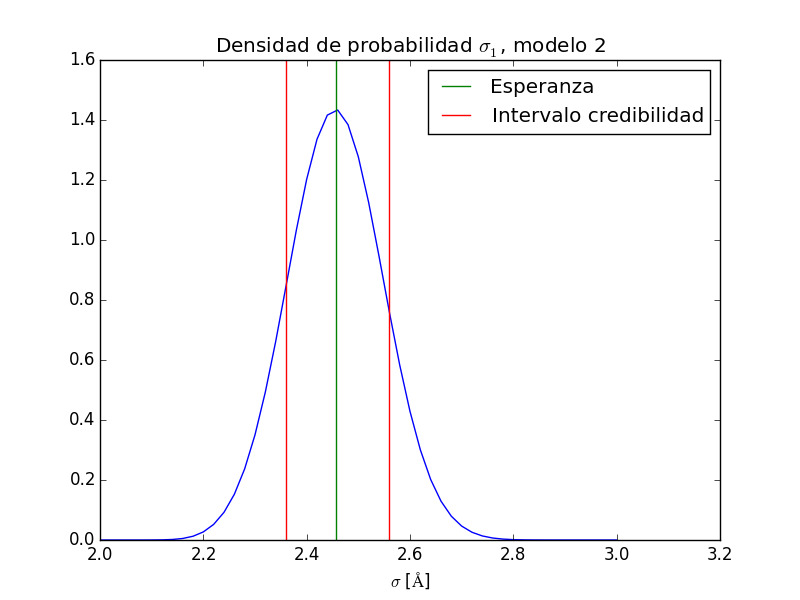 Densidad de probabilidad σ₁, modelo 2
Esperanza
Intervalo credibilidad
1.6
1.4
1.2
1.0
0.8
0.6
0.4
0.2
0.0
2.0 2.2 2.4 2.6 2.8 3.0 3.2
σ [Å]